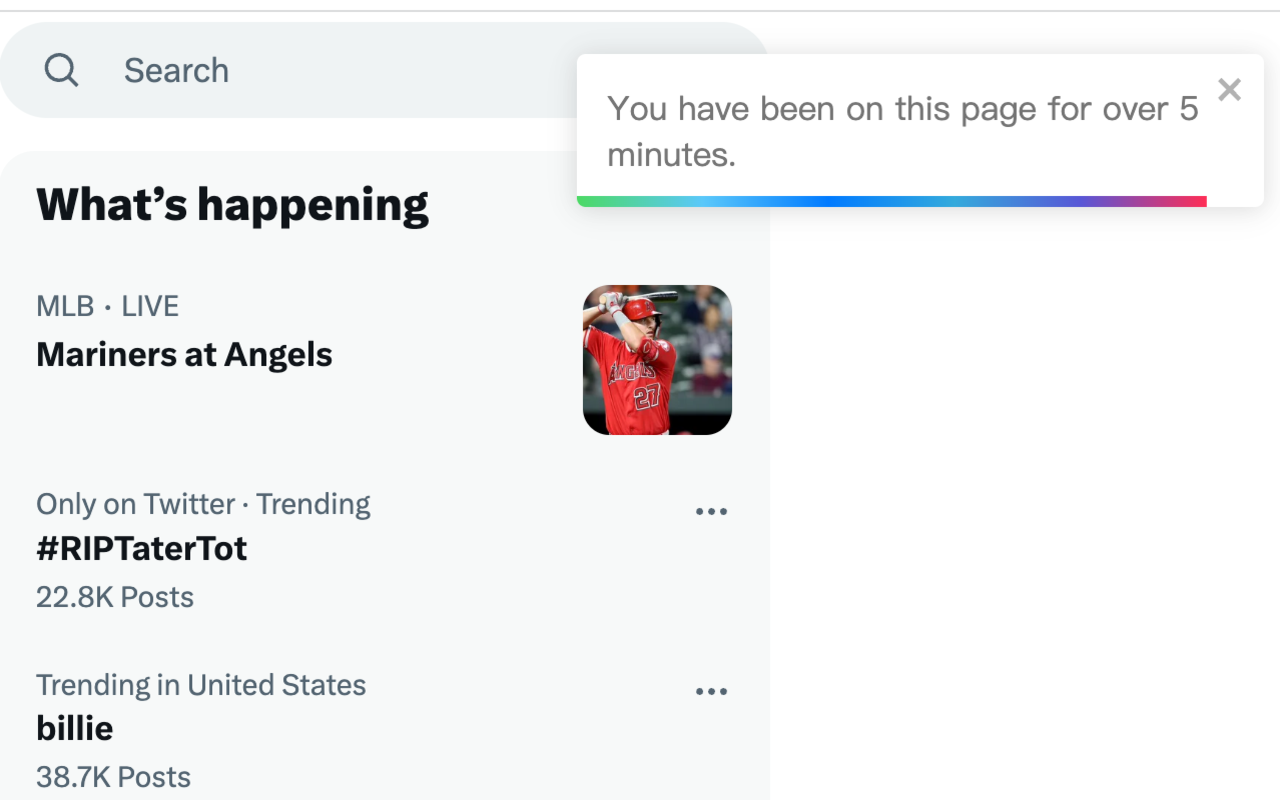 Search
You have been on this page for over 5
minutes.
What’s happening
MLB · LIVE
Mariners at Angels
ANGELS
27
Only on Twitter · Trending
#RIPTaterTot
22.8K Posts
Trending in United States
billie
38.7K Posts